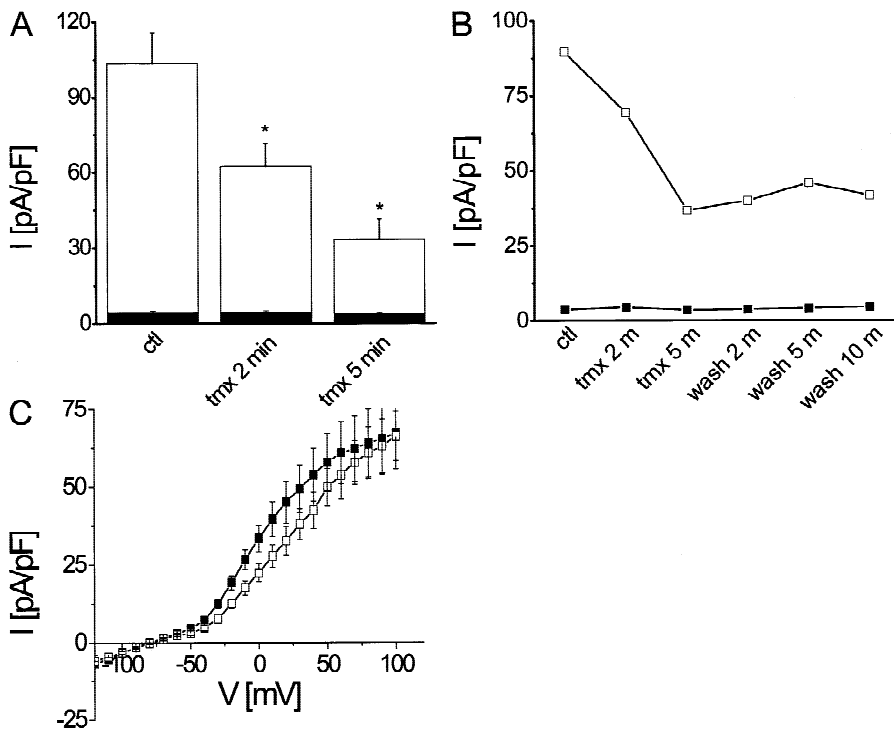 A
I [pA/pF]
120
90
60
30
0
*
*
ctl
tmx 2 min
tmx 5 min
B
I [pA/pF]
100
75
50
25
0
ctl
tmx 2 m
tmx 5 m
wash 2 m
wash 5 m
wash 10 m
C
I [pA/pF]
75
50
25
0
-25
-100
-50
0
50
100
V [mV]